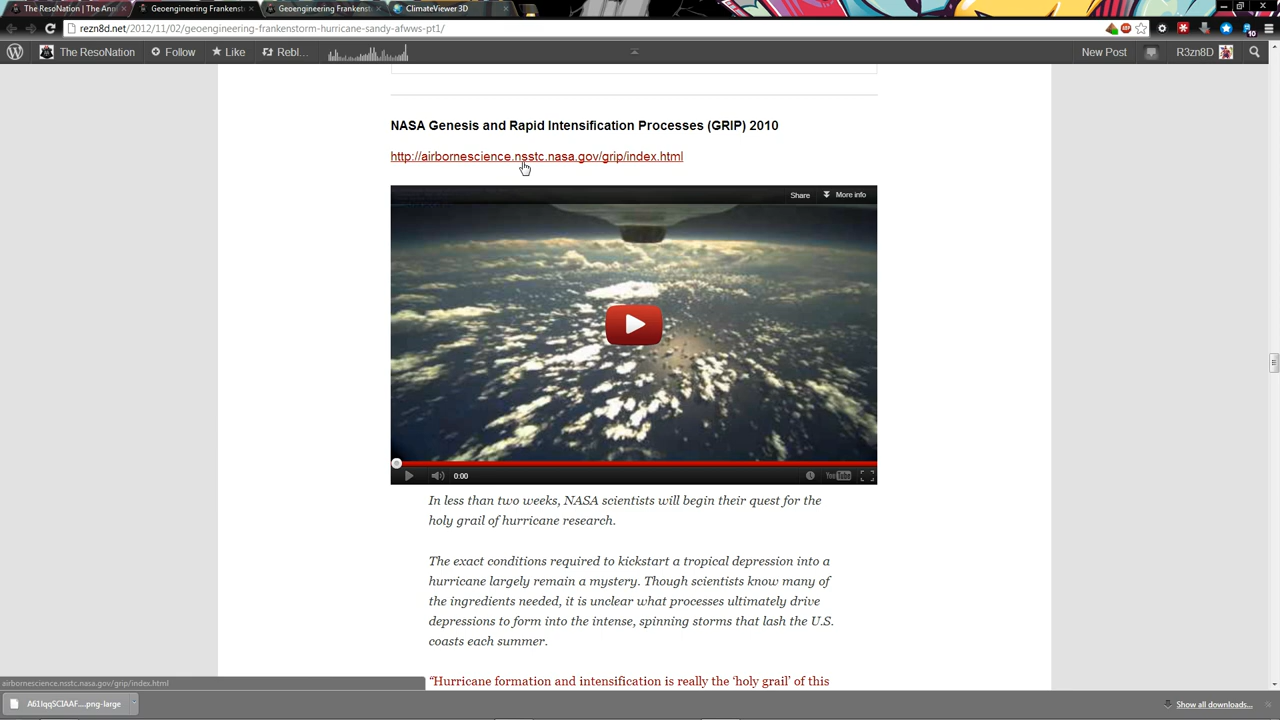 The ResoNation | The An
Geoengineering Frankenst
Geoengineering Frankenst
ClimateViewer 3D
rezn8d.net/2012/11/02/geoengineering-frankenstorm-hurricane-sandy-afwws-pt1/
The ResoNation Follow Like Rebl... New Post R3zn8D
NASA Genesis and Rapid Intensification Processes (GRIP) 2010
http://airbornescience.nsstc.nasa.gov/grip/index.html
Share More info
0:00 YouTube
In less than two weeks, NASA scientists will begin their quest for the
holy grail of hurricane research.
The exact conditions required to kickstart a tropical depression into a
hurricane largely remain a mystery. Though scientists know many of
the ingredients needed, it is unclear what processes ultimately drive
depressions to form into the intense, spinning storms that lash the U.S.
coasts each summer.
“Hurricane formation and intensification is really the ‘holy grail’ of this
airbornescience.nsstc.nasa.gov/grip/index.html
Show all downloads...